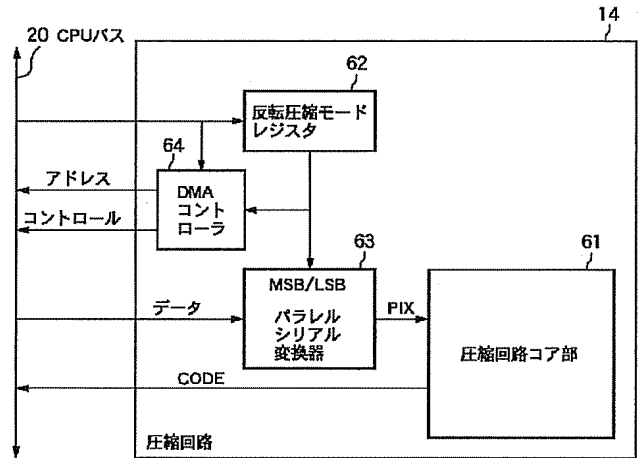 20 CPUバス
14
62
反転圧縮モード
レジスタ
64
DMA
コント
ローラ
アドレス
コントロール
63
MSB/LSB
パラレル
シリアル
変換器
データ
PIX
61
圧縮回路コア部
CODE
圧縮回路